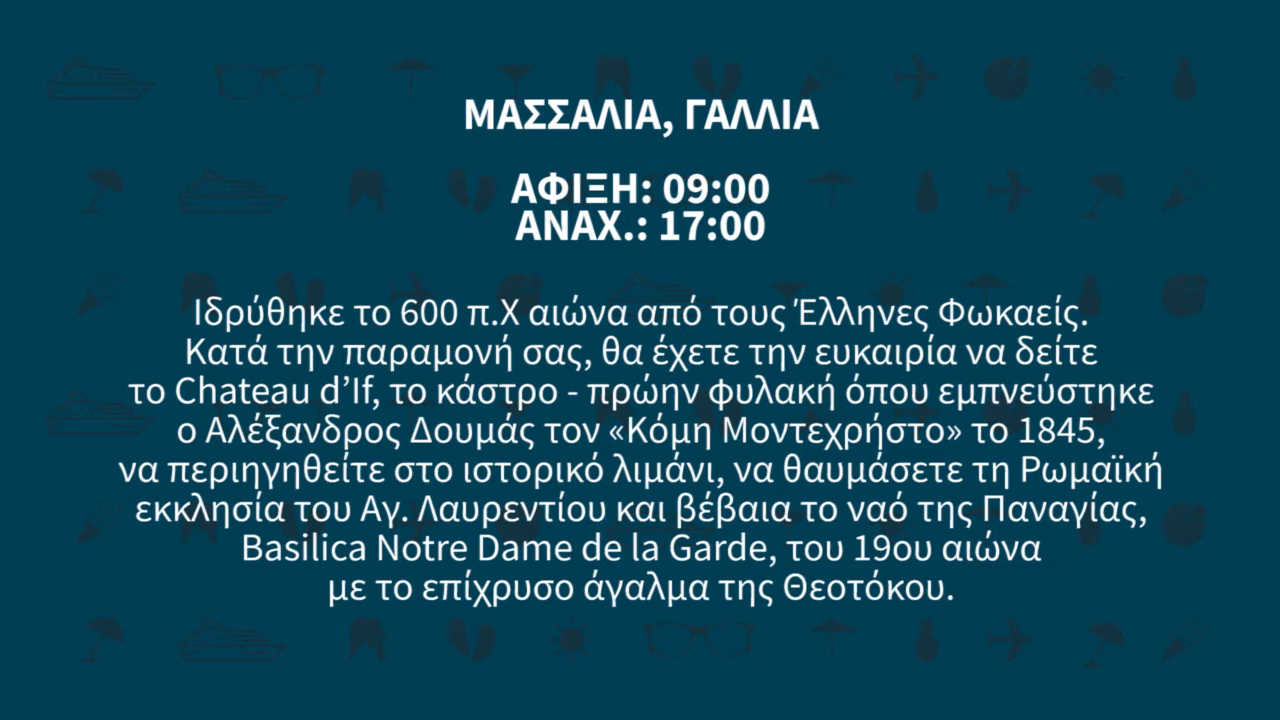 ΜΑΣΣΑΛΙΑ, ΓΑΛΛΙΑ
ΑΦΙΞΗ: 09:00
ΑΝΑΧ.: 17:00
Ιδρύθηκε το 600 π.Χ αιώνα από τους Έλληνες Φωκαείς.
Κατά την παραμονή σας, θα έχετε την ευκαιρία να δείτε
το Chateau d’If, το κάστρο - πρώην φυλακή όπου εμπνεύστηκε
ο Αλέξανδρος Δουμάς τον «Κόμη Μοντεχρήστο» το 1845,
να περιηγηθείτε στο ιστορικό λιμάνι, να θαυμάσετε τη Ρωμαϊκή
εκκλησία του Αγ. Λαυρεντίου και βέβαια το ναό της Παναγίας,
Basilica Notre Dame de la Garde, του 19ου αιώνα
με το επίχρυσο άγαλμα της Θεοτόκου.